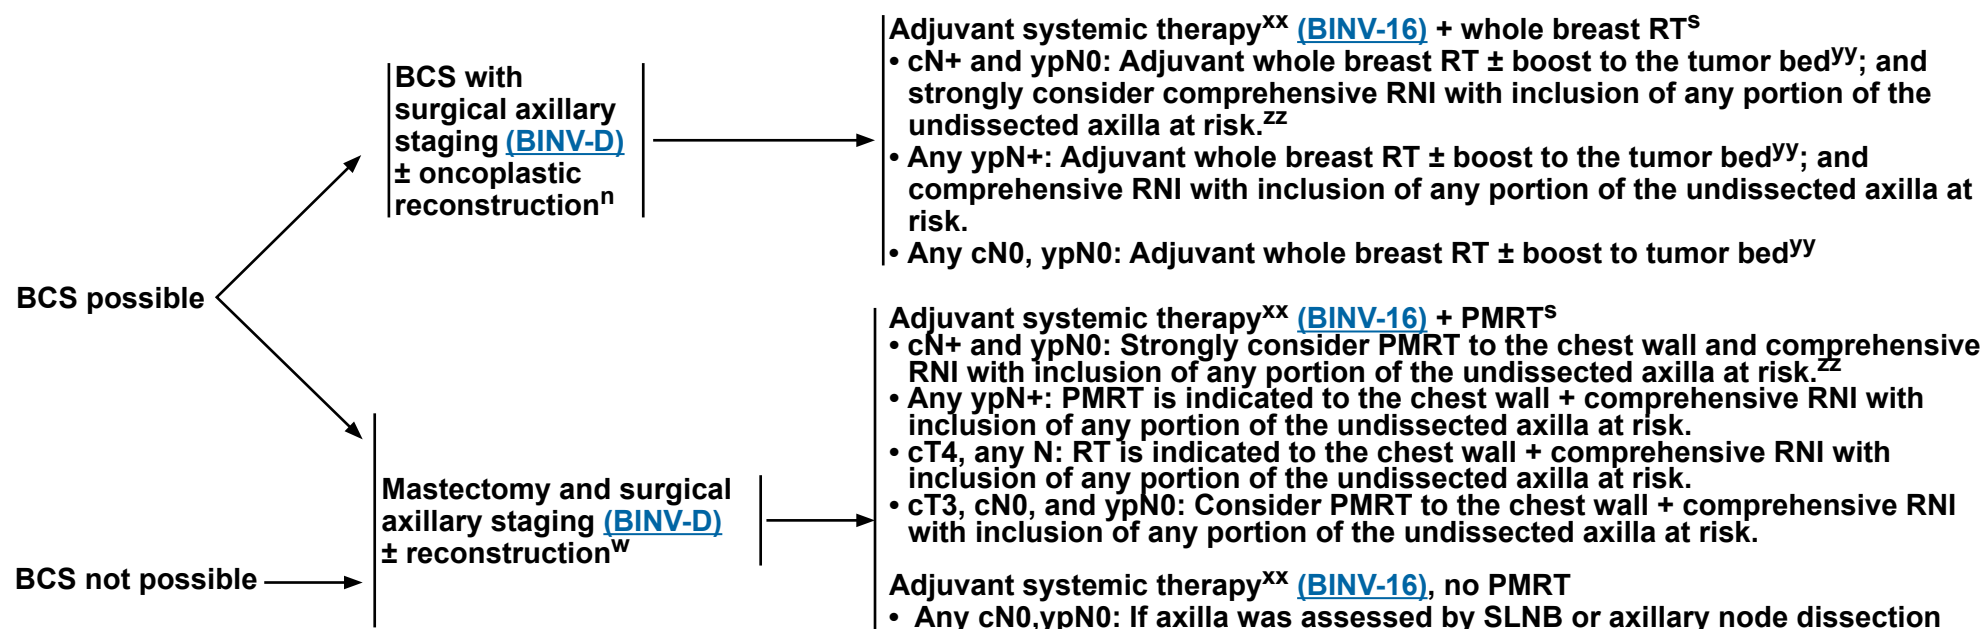 BCS possible
BCS not possible
BCS with
surgical axillary
staging (BINV-D)
± oncoplastic
reconstructionⁿ
Mastectomy and surgical
axillary staging (BINV-D)
± reconstructionʷ
Adjuvant systemic therapyˣˣ (BINV-16) + whole breast RTˢ
• cN+ and ypN0: Adjuvant whole breast RT ± boost to the tumor bedʸʸ; and
strongly consider comprehensive RNI with inclusion of any portion of the
undissected axilla at risk.ᶻᶻ
• Any ypN+: Adjuvant whole breast RT ± boost to the tumor bedʸʸ; and
comprehensive RNI with inclusion of any portion of the undissected axilla at
risk.
• Any cN0, ypN0: Adjuvant whole breast RT ± boost to tumor bedʸʸ
Adjuvant systemic therapyˣˣ (BINV-16) + PMRTˢ
• cN+ and ypN0: Strongly consider PMRT to the chest wall and comprehensive
RNI with inclusion of any portion of the undissected axilla at risk.ᶻᶻ
• Any ypN+: PMRT is indicated to the chest wall + comprehensive RNI with
inclusion of any portion of the undissected axilla at risk.
• cT4, any N: RT is indicated to the chest wall + comprehensive RNI with
inclusion of any portion of the undissected axilla at risk.
• cT3, cN0, and ypN0: Consider PMRT to the chest wall + comprehensive RNI
with inclusion of any portion of the undissected axilla at risk.
Adjuvant systemic therapyˣˣ (BINV-16), no PMRT
• Any cN0,ypN0: If axilla was assessed by SLNB or axillary node dissection